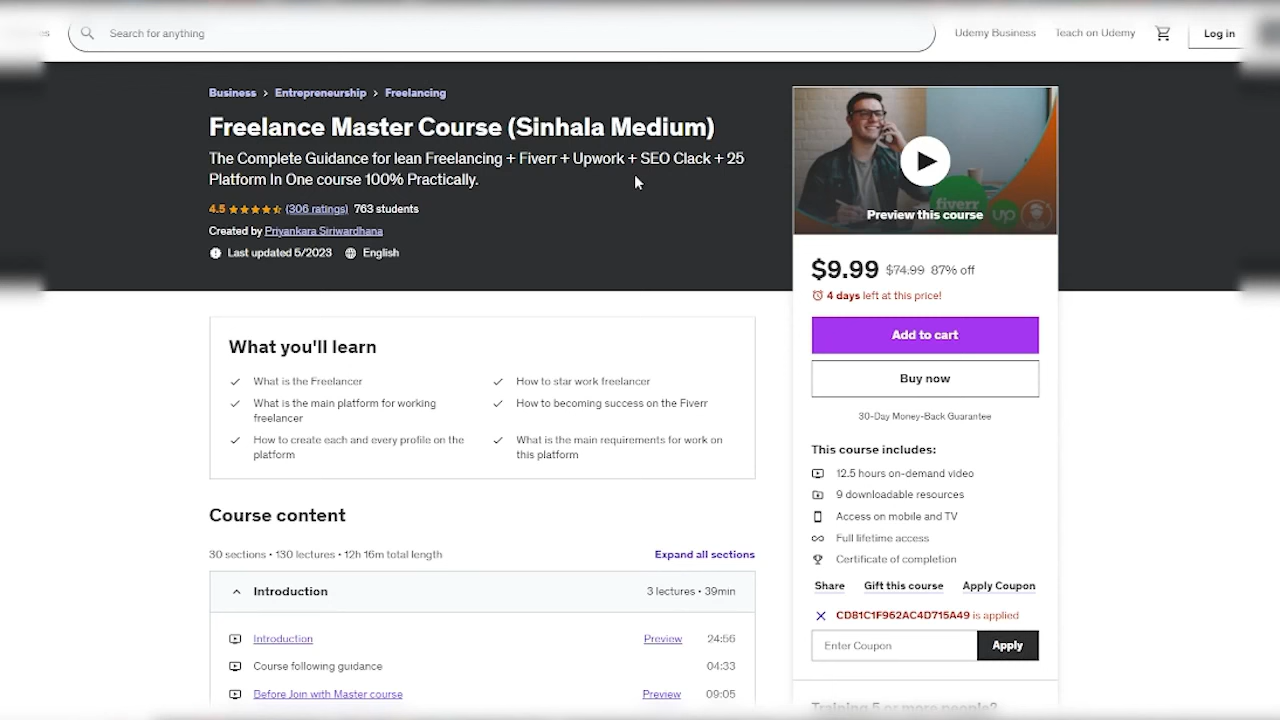 Search for anything
Udemy Business
Teach on Udemy
Log in
Business > Entrepreneurship > Freelancing
Freelance Master Course (Sinhala Medium)
The Complete Guidance for lean Freelancing + Fiverr + Upwork + SEO Clack + 25
Platform In One course 100% Practically.
4.5 (306 ratings) 763 students
Created by Priyankara Siriwardhana
Last updated 5/2023 English
fiverr
up
Preview this course
$9.99 $74.99 87% off
4 days left at this price!
Add to cart
Buy now
30-Day Money-Back Guarantee
This course includes:
12.5 hours on-demand video
9 downloadable resources
Access on mobile and TV
Full lifetime access
Certificate of completion
Share Gift this course Apply Coupon
CD81C1F962AC4D715A49 is applied
Enter Coupon Apply
Training 5 or more people?
What you'll learn
What is the Freelancer
What is the main platform for working
freelancer
How to create each and every profile on the
platform
How to star work freelancer
How to becoming success on the Fiverr
What is the main requirements for work on
this platform
Course content
30 sections • 130 lectures • 12h 16m total length
Expand all sections
Introduction 3 lectures • 39min
Introduction Preview 24:56
Course following guidance 04:33
Before Join with Master course Preview 09:05